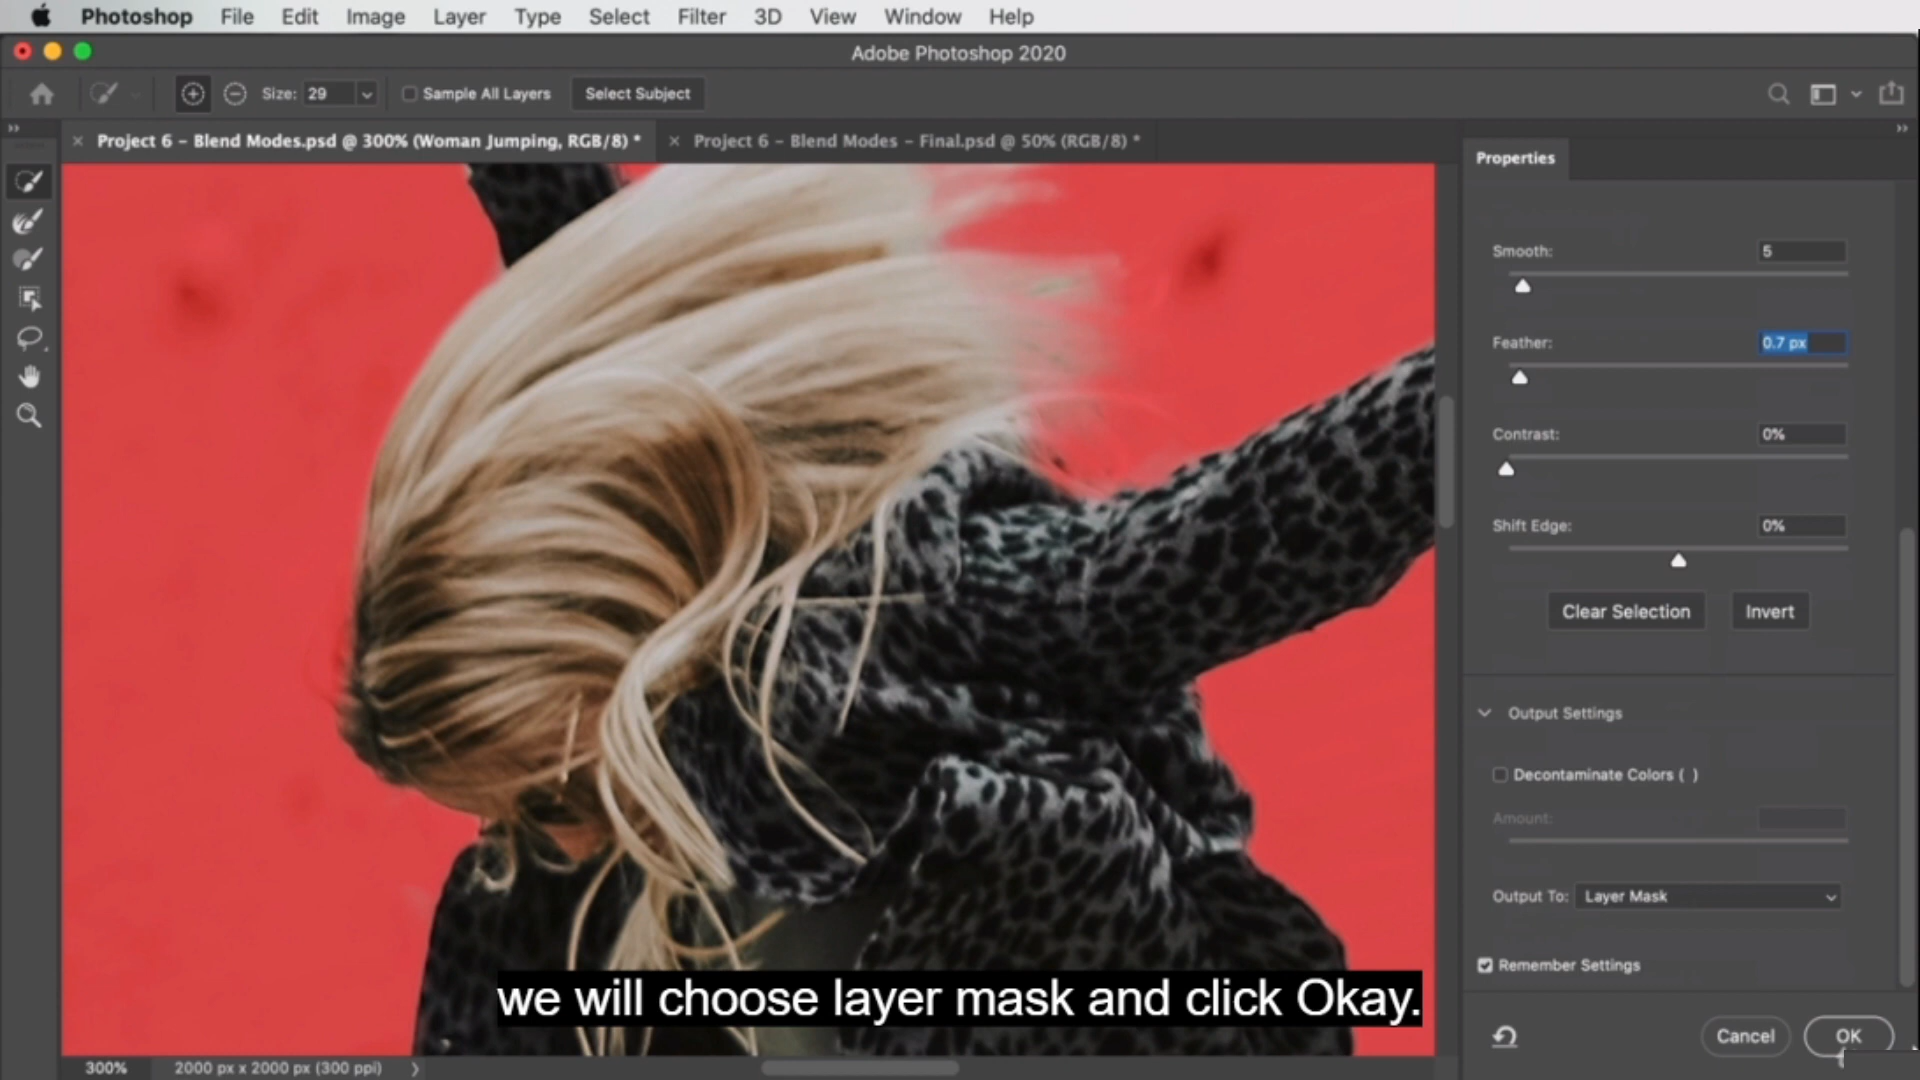 Photoshop File Edit Image Layer Type Select Filter 3D View Window Help
Adobe Photoshop 2020
Size: 29 Sample All Layers Select Subject
Project 6 – Blend Modes.psd @ 300% (Woman Jumping, RGB/8) * Project 6 – Blend Modes – Final.psd @ 50% (RGB/8) *
Properties
Smooth: 5
Feather: 0.7 px
Contrast: 0%
Shift Edge: 0%
Clear Selection Invert
Output Settings
Decontaminate Colors ( )
Amount:
Output To: Layer Mask
Remember Settings
we will choose layer mask and click Okay.
Cancel OK
300% 2000 px x 2000 px (300 ppi)